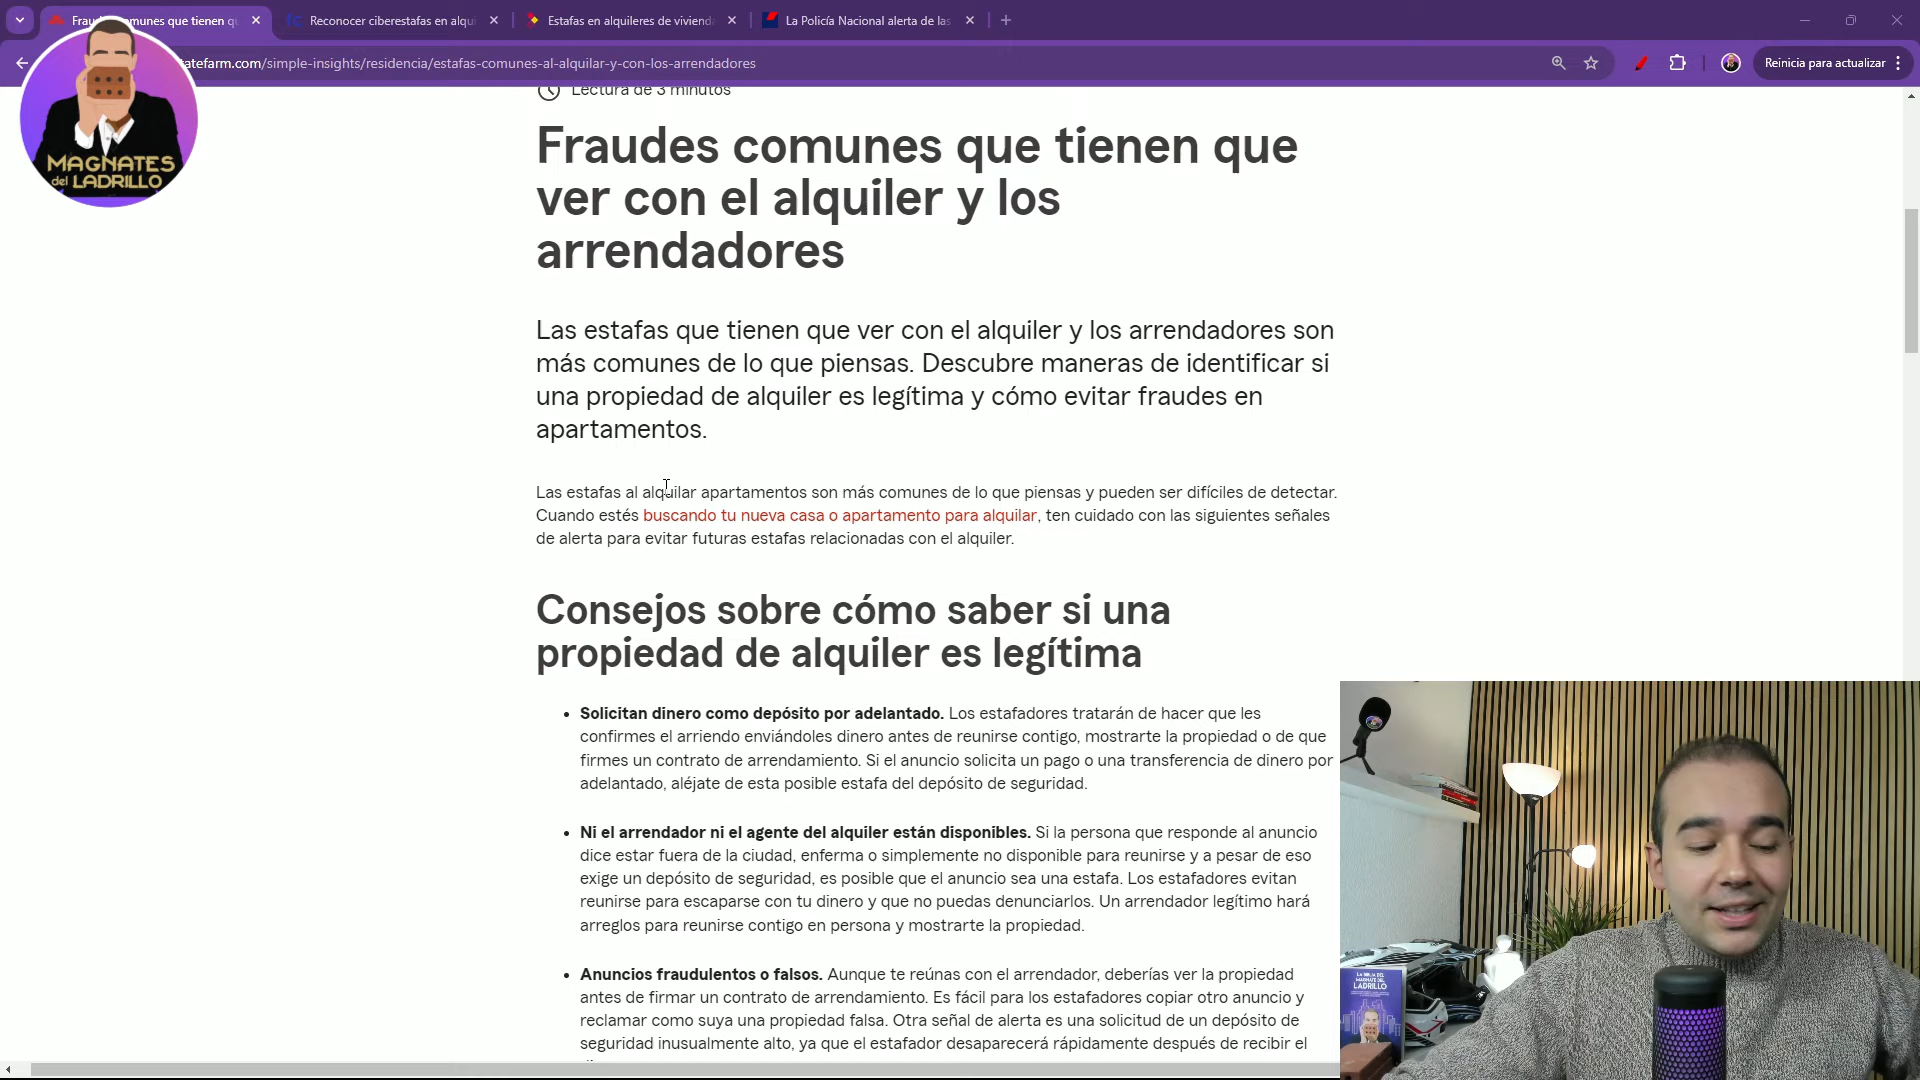 comunes que tienen qu
Reconocer ciberestafas en alqui
Estafas en alquileres de viviend
La Policía Nacional alerta de las
atefarm.com/simple-insights/residencia/estafas-comunes-al-alquilar-y-con-los-arrendadores
Reinicia para actualizar
MAGNATES
del LADRILLO
Lectura de 3 minutos
Fraudes comunes que tienen que
ver con el alquiler y los
arrendadores
Las estafas que tienen que ver con el alquiler y los arrendadores son
más comunes de lo que piensas. Descubre maneras de identificar si
una propiedad de alquiler es legítima y cómo evitar fraudes en
apartamentos.
Las estafas al alquilar apartamentos son más comunes de lo que piensas y pueden ser difíciles de detectar.
Cuando estés buscando tu nueva casa o apartamento para alquilar, ten cuidado con las siguientes señales
de alerta para evitar futuras estafas relacionadas con el alquiler.
Consejos sobre cómo saber si una
propiedad de alquiler es legítima
• Solicitan dinero como depósito por adelantado. Los estafadores tratarán de hacer que les
confirmes el arriendo enviándoles dinero antes de reunirse contigo, mostrarte la propiedad o de que
firmes un contrato de arrendamiento. Si el anuncio solicita un pago o una transferencia de dinero por
adelantado, aléjate de esta posible estafa del depósito de seguridad.
• Ni el arrendador ni el agente del alquiler están disponibles. Si la persona que responde al anuncio
dice estar fuera de la ciudad, enferma o simplemente no disponible para reunirse y a pesar de eso
exige un depósito de seguridad, es posible que el anuncio sea una estafa. Los estafadores evitan
reunirse para escaparse con tu dinero y que no puedas denunciarlos. Un arrendador legítimo hará
arreglos para reunirse contigo en persona y mostrarte la propiedad.
• Anuncios fraudulentos o falsos. Aunque te reúnas con el arrendador, deberías ver la propiedad
antes de firmar un contrato de arrendamiento. Es fácil para los estafadores copiar otro anuncio y
reclamar como suya una propiedad falsa. Otra señal de alerta es una solicitud de un depósito de
seguridad inusualmente alto, ya que el estafador desaparecerá rápidamente después de recibir el
LA BIBLIA DEL
MAGNATE DEL
LADRILLO